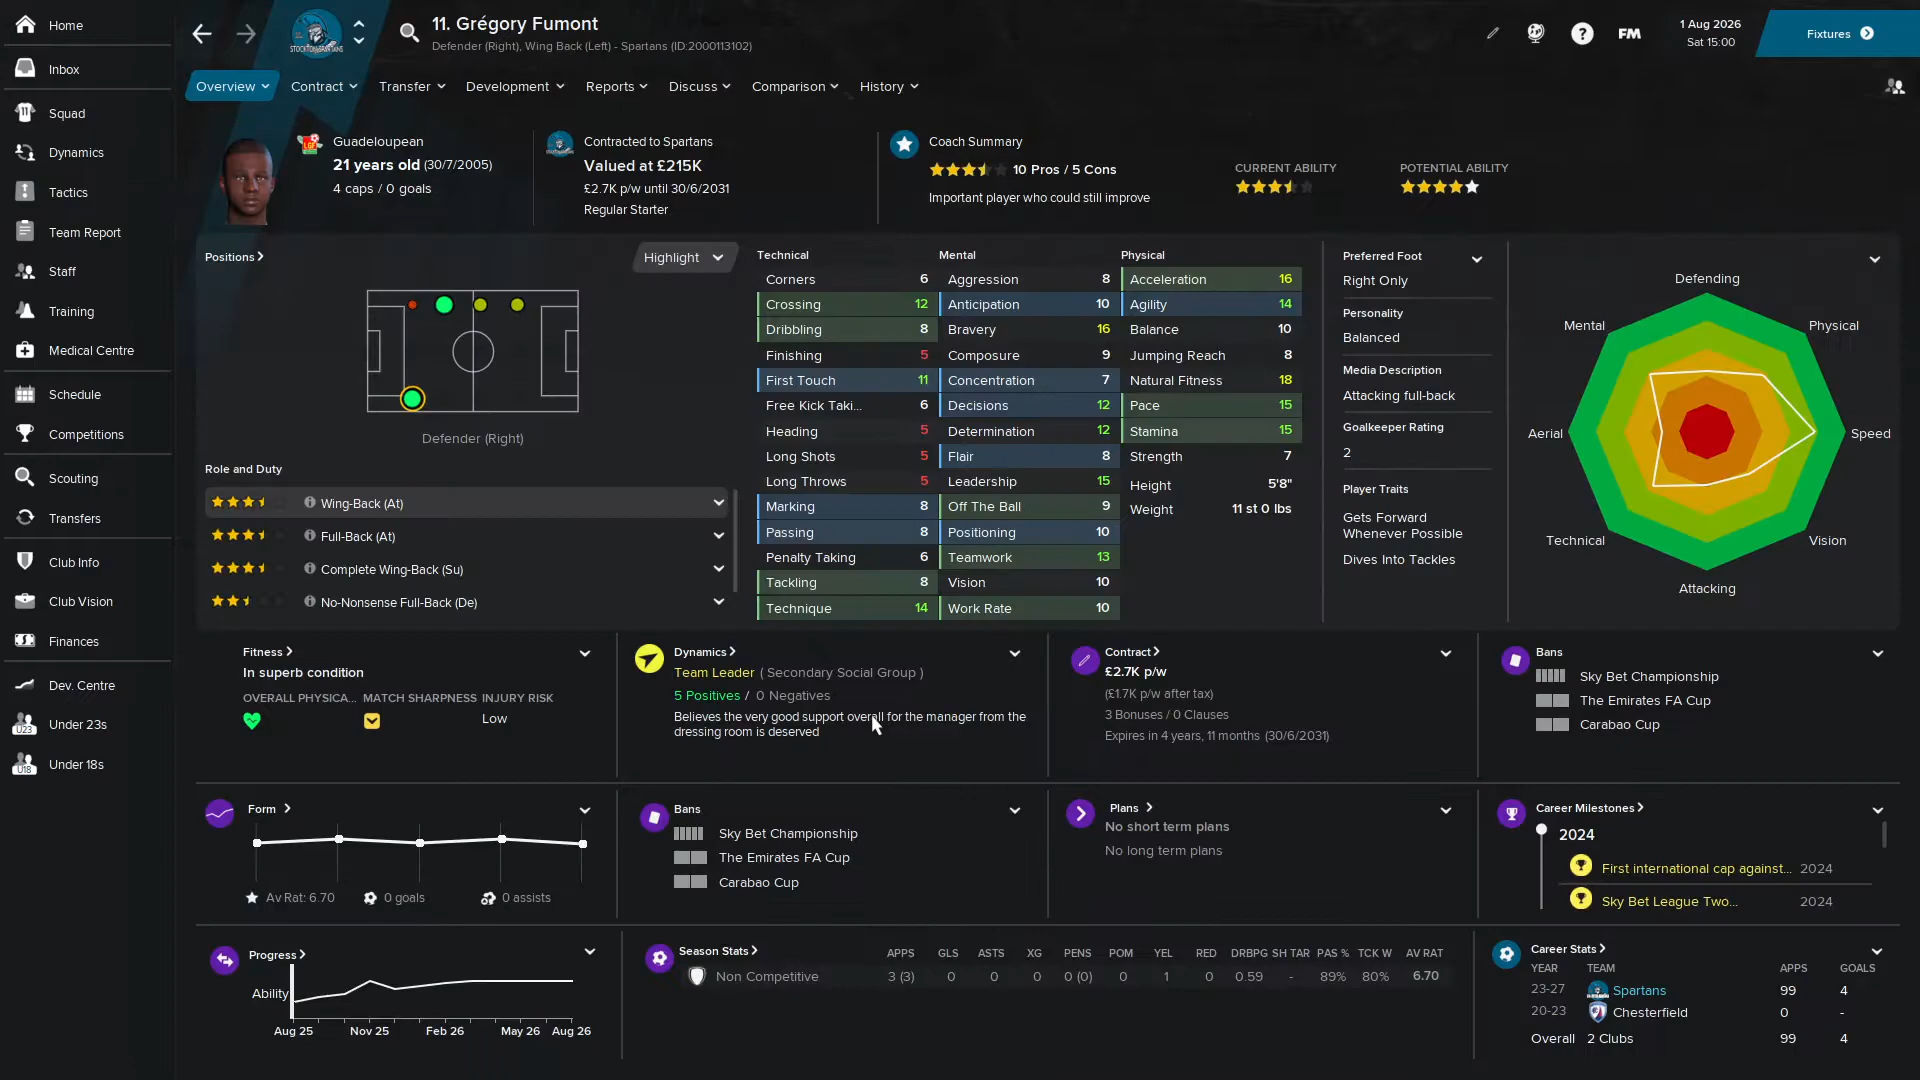 Home
Inbox
Squad
Dynamics
Tactics
Team Report
Staff
Training
Medical Centre
Schedule
Competitions
Scouting
Transfers
Club Info
Club Vision
Finances
Dev. Centre
U23 Under 23s
U18 Under 18s
STOCKTON SPARTANS
11. Grégory Fumont
Defender (Right), Wing Back (Left) - Spartans (ID:2000113102)
FM
1 Aug 2026
Sat 15:00
Fixtures
Overview Contract Transfer Development Reports Discuss Comparison History
Guadeloupean
21 years old (30/7/2005)
4 caps / 0 goals
Contracted to Spartans
Valued at £215K
£2.7K p/w until 30/6/2031
Regular Starter
Coach Summary
10 Pros / 5 Cons
Important player who could still improve
CURRENT ABILITY
POTENTIAL ABILITY
Positions
Highlight
Defender (Right)
Role and Duty
Wing-Back (At)
Full-Back (At)
Complete Wing-Back (Su)
No-Nonsense Full-Back (De)
Technical
Corners 6
Crossing 12
Dribbling 8
Finishing 5
First Touch 11
Free Kick Taki... 6
Heading 5
Long Shots 5
Long Throws 5
Marking 8
Passing 8
Penalty Taking 6
Tackling 8
Technique 14
Mental
Aggression 8
Anticipation 10
Bravery 16
Composure 9
Concentration 7
Decisions 12
Determination 12
Flair 8
Leadership 15
Off The Ball 9
Positioning 10
Teamwork 13
Vision 10
Work Rate 10
Physical
Acceleration 16
Agility 14
Balance 10
Jumping Reach 8
Natural Fitness 18
Pace 15
Stamina 15
Strength 7
Height 5'8"
Weight 11 st 0 lbs
Preferred Foot
Right Only
Personality
Balanced
Media Description
Attacking full-back
Goalkeeper Rating
2
Player Traits
Gets Forward
Whenever Possible
Dives Into Tackles
Defending
Mental
Physical
Aerial
Speed
Technical
Vision
Attacking
Fitness
In superb condition
OVERALL PHYSICA... MATCH SHARPNESS INJURY RISK
Low
Dynamics
Team Leader ( Secondary Social Group )
5 Positives / 0 Negatives
Believes the very good support overall for the manager from the
dressing room is deserved
Contract
£2.7K p/w
(£1.7K p/w after tax)
3 Bonuses / 0 Clauses
Expires in 4 years, 11 months (30/6/2031)
Bans
Sky Bet Championship
The Emirates FA Cup
Carabao Cup
Form
Av Rat: 6.70 0 goals 0 assists
Bans
Sky Bet Championship
The Emirates FA Cup
Carabao Cup
Plans
No short term plans
No long term plans
Career Milestones
2024
First international cap against... 2024
Sky Bet League Two... 2024
Progress
Ability
Aug 25 Nov 25 Feb 26 May 26 Aug 26
Season Stats APPS GLS ASTS XG PENS POM YEL RED DRBPG SH TAR PAS % TCK W AV RAT
Non Competitive 3 (3) 0 0 0 0 (0) 0 1 0 0.59 - 89% 80% 6.70
Career Stats
YEAR TEAM APPS GOALS
23-27 Spartans 99 4
20-23 Chesterfield 0 -
Overall 2 Clubs 99 4